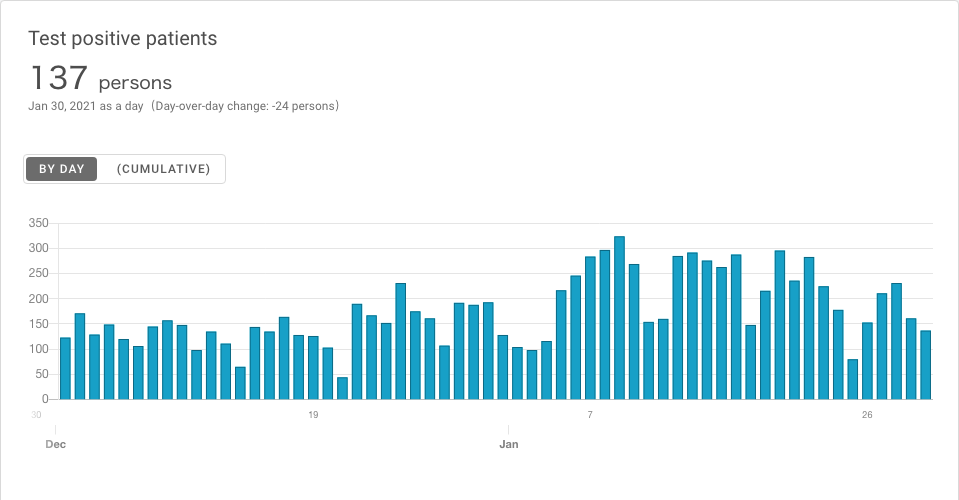 Test positive patients
137 persons
Jan 30, 2021 as a day (Day-over-day change: -24 persons)
BY DAY (CUMULATIVE)
350
300
250
200
150
100
50
0
30 19 7 26
Dec Jan